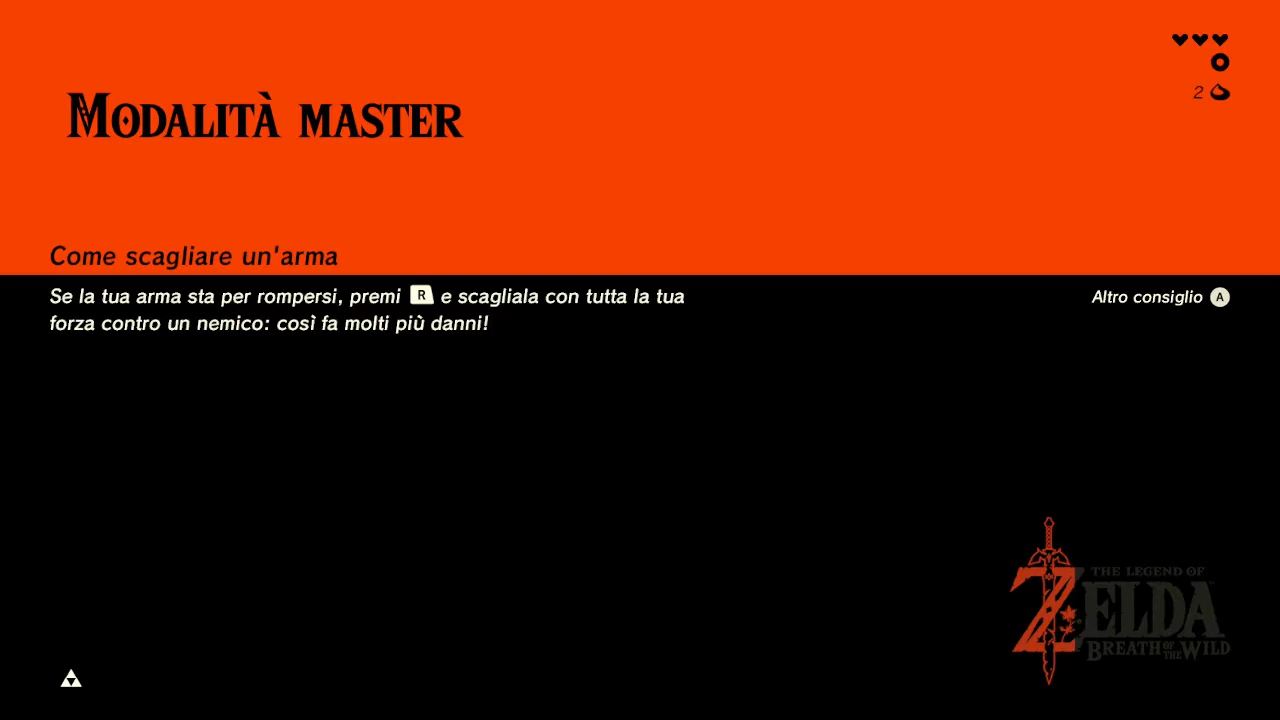 Modalità master
2
Come scagliare un'arma
Se la tua arma sta per rompersi, premi R e scagliala con tutta la tua
forza contro un nemico: così fa molti più danni!
Altro consiglio A
THE LEGEND OF
ZELDA
BREATH OF THE WILD